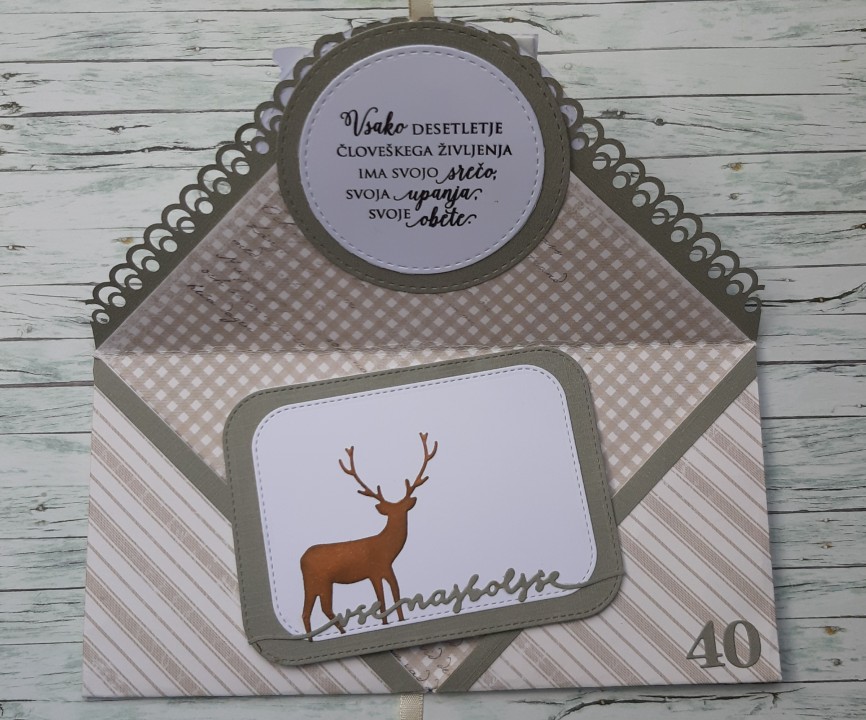 Vsako DESETLETJE
ČLOVEŠKEGA ŽIVLJENJA
IMA SVOJO srečo,
SVOJA upanja,
SVOJE obete.
vse najboljše
40